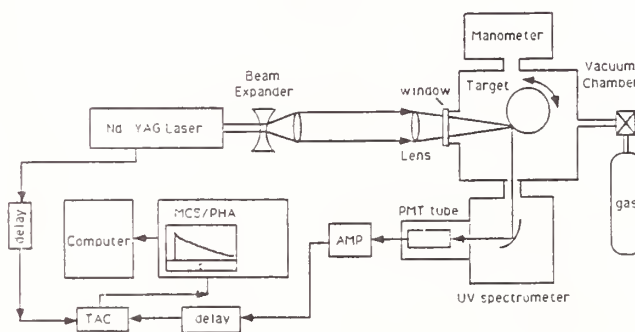 Manometer
Vacuum
Chamber
Beam
Expander
window
Target
Nd YAG Laser
Lens
gas
delay
Computer
MCS/PHA
PMT tube
AMP
UV spectrometer
TAC
delay